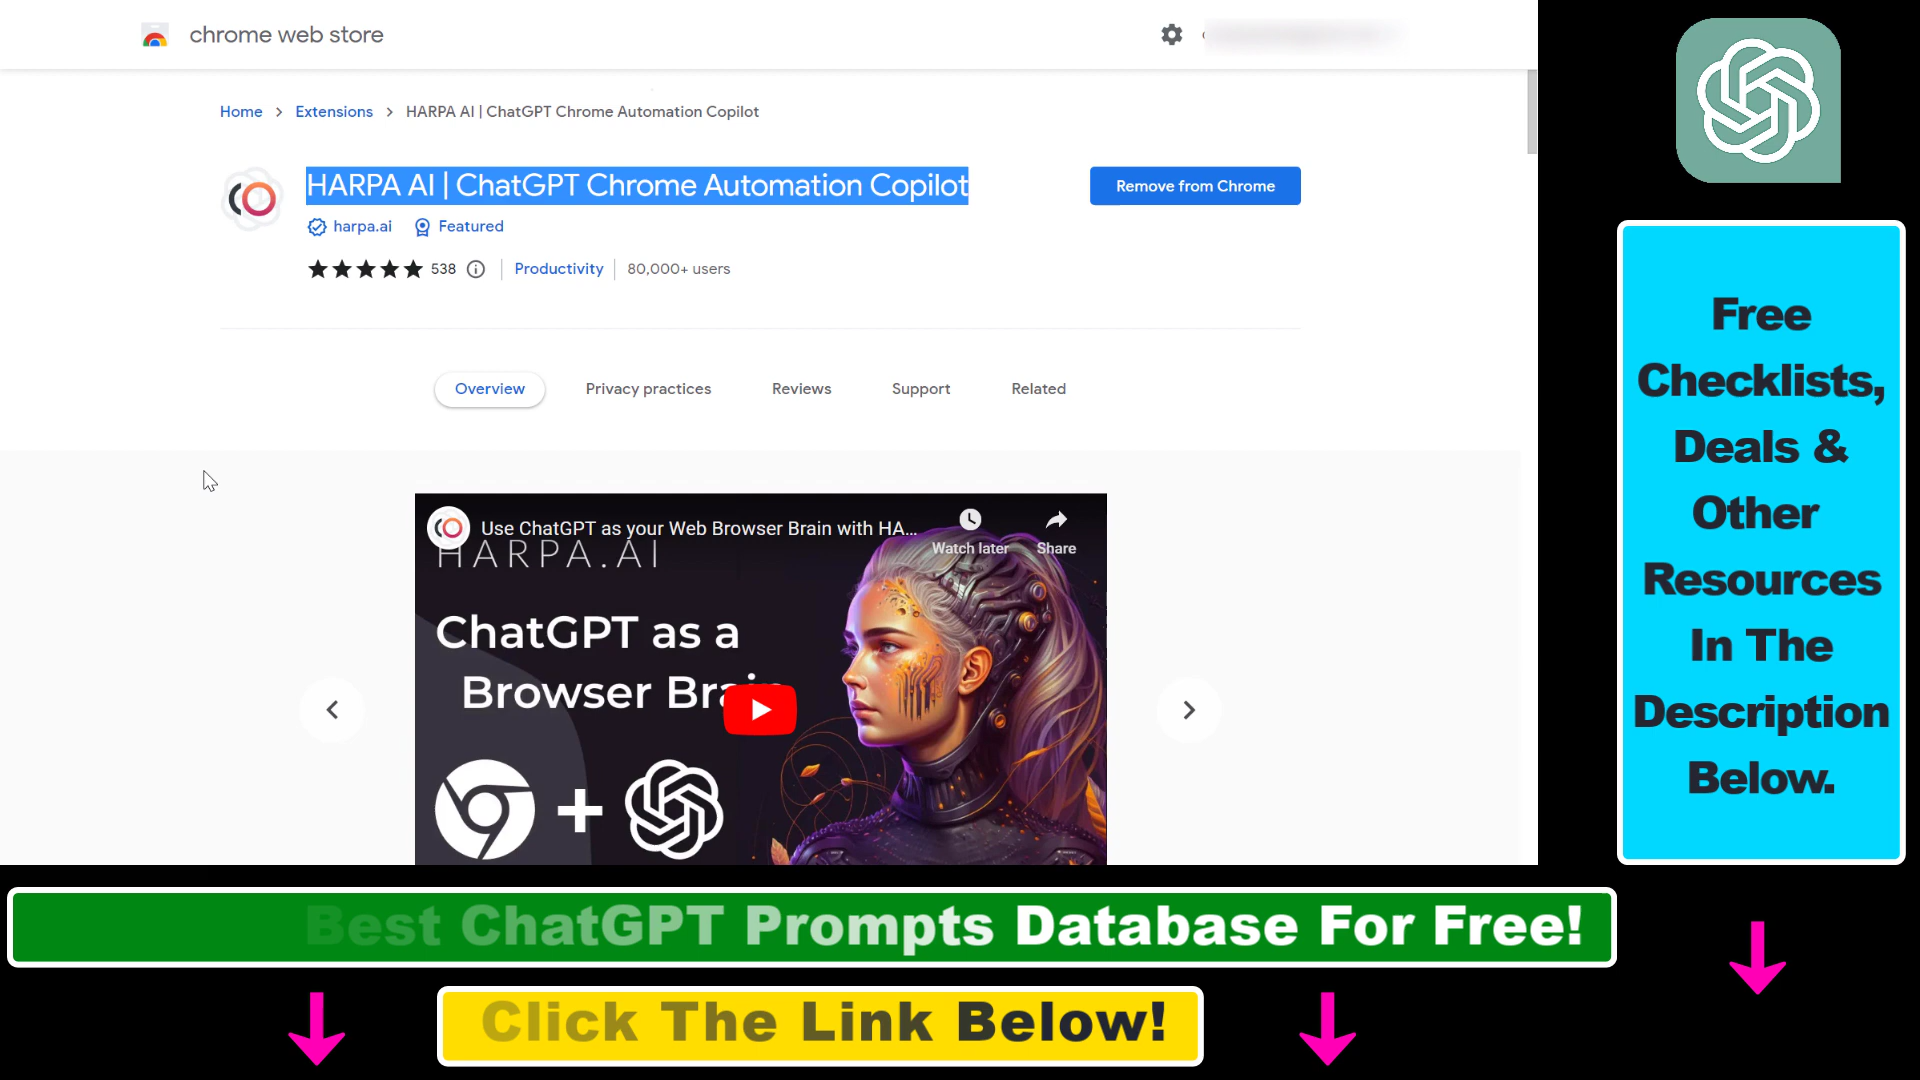 chrome web store
Home > Extensions > HARPA AI | ChatGPT Chrome Automation Copilot
HARPA AI | ChatGPT Chrome Automation Copilot
Remove from Chrome
harpa.ai Featured
538 Productivity 80,000+ users
Overview Privacy practices Reviews Support Related
Use ChatGPT as your Web Browser Brain with HA...
Watch later Share
HARPA.AI
ChatGPT as a
Browser Brain
Free
Checklists,
Deals &
Other
Resources
In The
Description
Below.
Best ChatGPT Prompts Database For Free!
Click The Link Below!